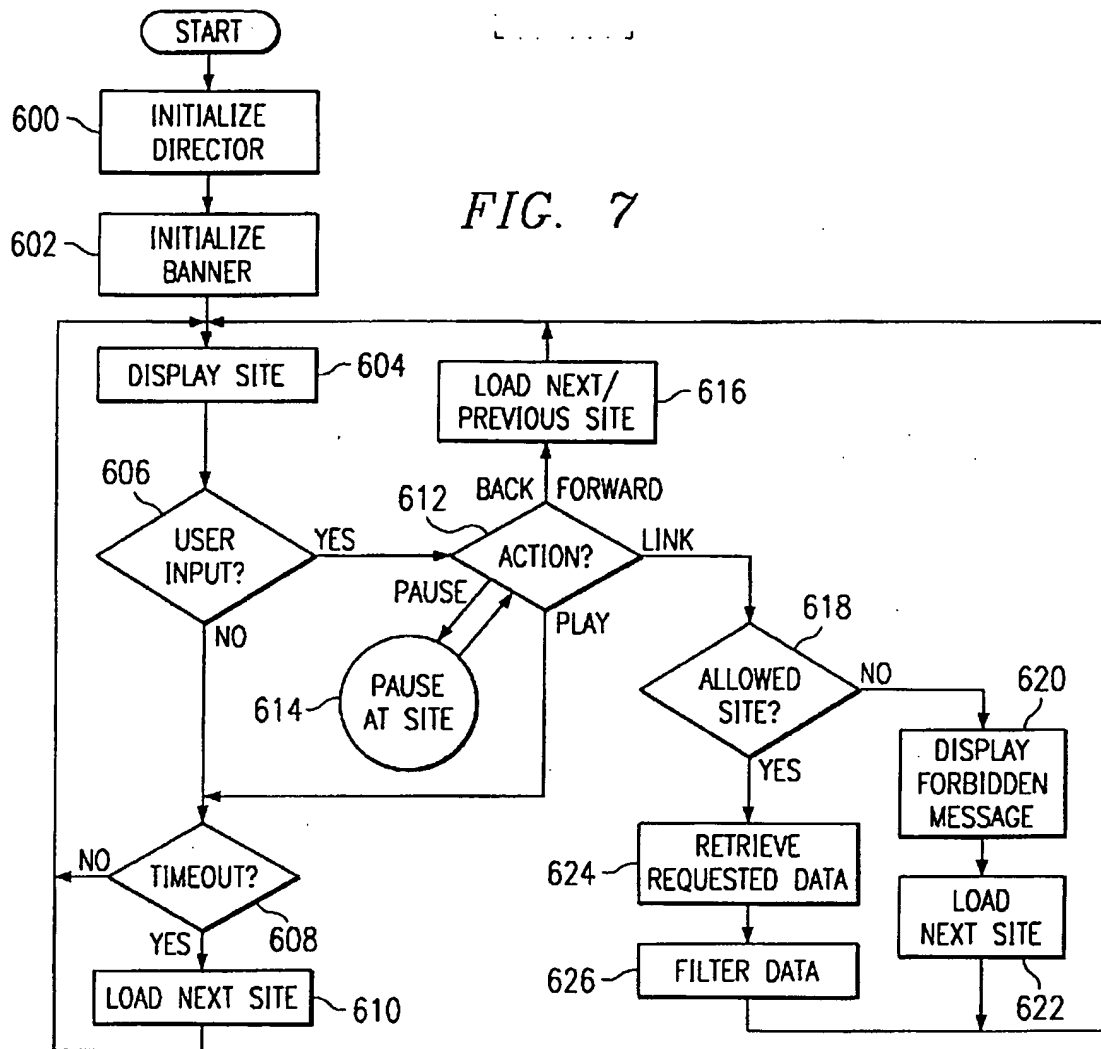 START
600
INITIALIZE
DIRECTOR
FIG. 7
602
INITIALIZE
BANNER
DISPLAY SITE
604
LOAD NEXT/
PREVIOUS SITE
616
606
USER
INPUT?
YES
NO
612
BACK
FORWARD
ACTION?
LINK
PAUSE
PLAY
614
PAUSE
AT SITE
618
ALLOWED
SITE?
NO
YES
620
DISPLAY
FORBIDDEN
MESSAGE
NO
TIMEOUT?
608
YES
624
RETRIEVE
REQUESTED DATA
LOAD
NEXT SITE
622
LOAD NEXT SITE
610
626
FILTER DATA